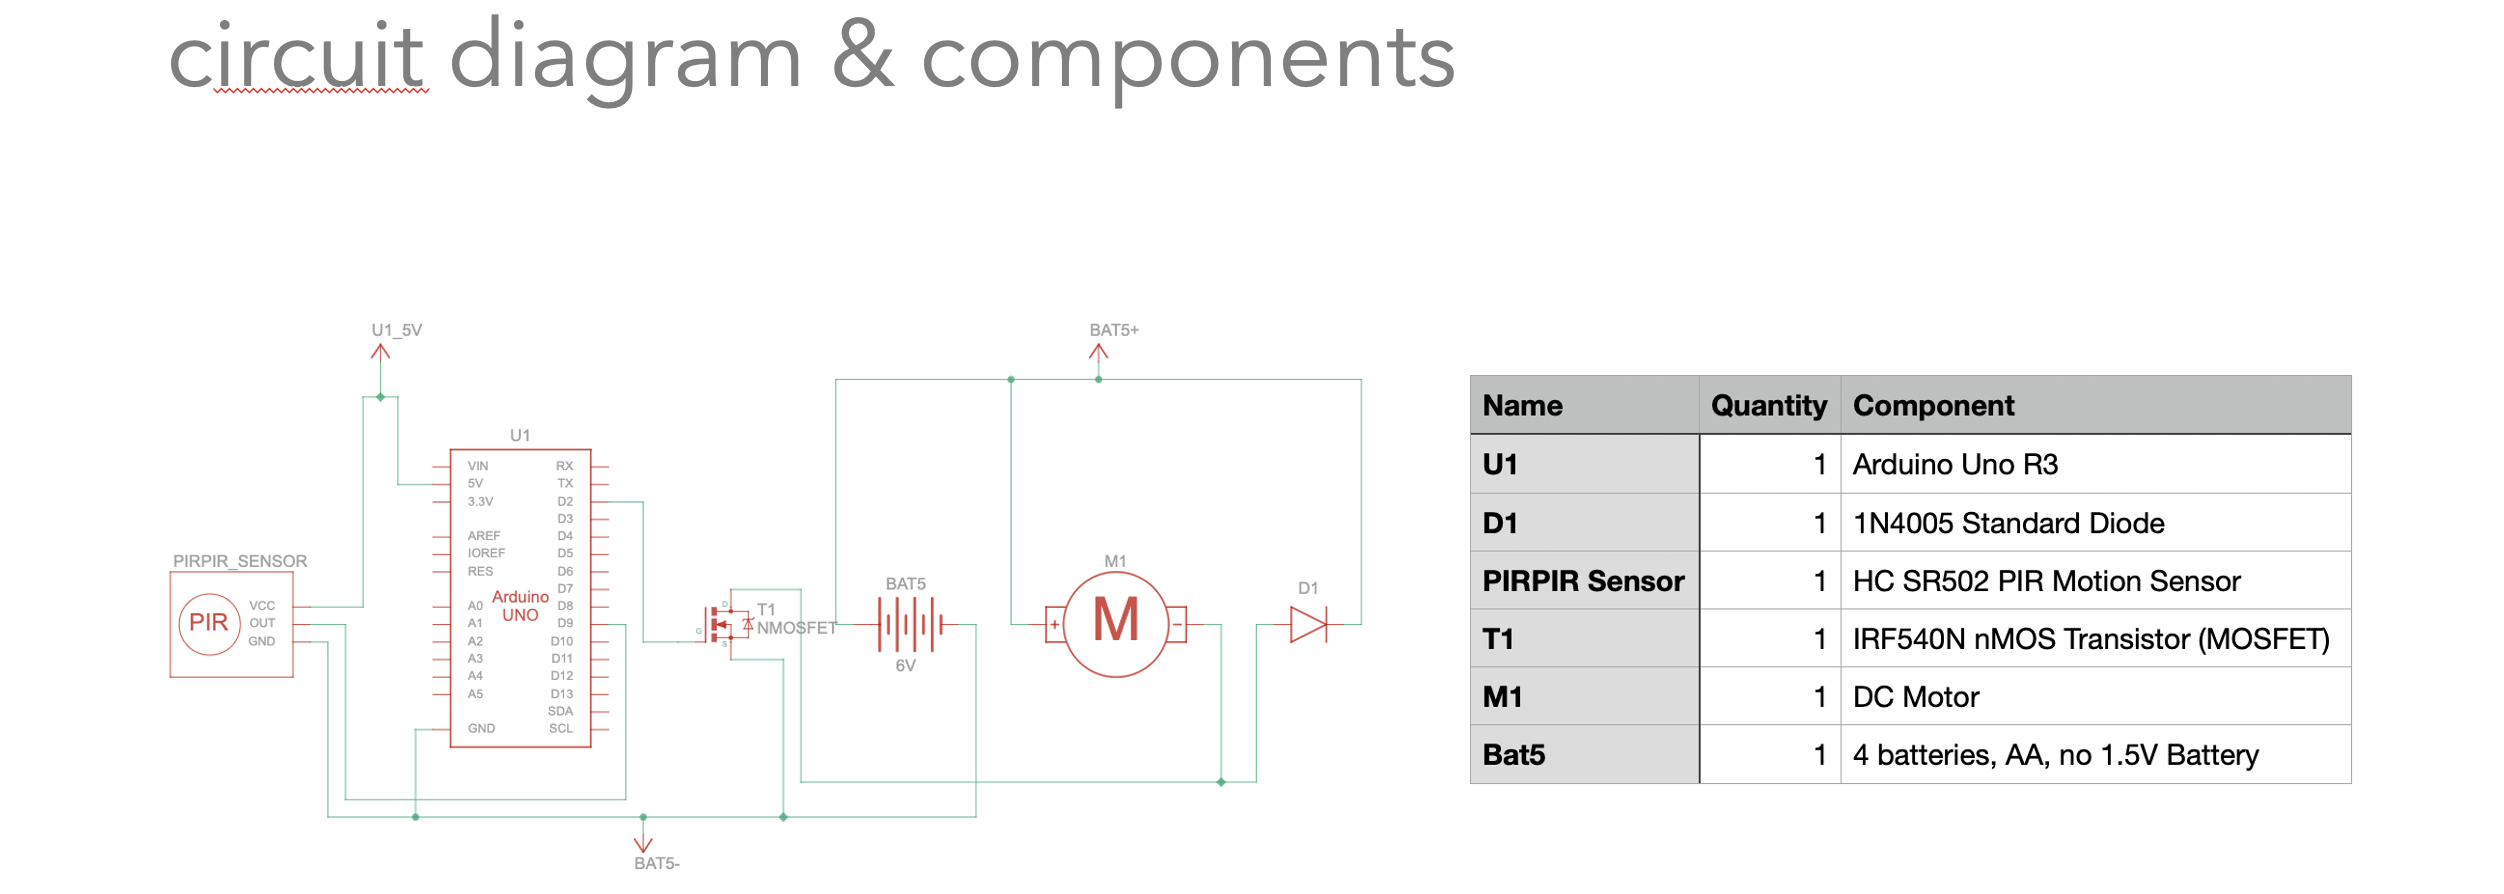 circuit diagram & components
U1_5V
BAT5+
U1
VIN
5V
3.3V
AREF
IOREF
RES
A0
A1
A2
A3
A4
A5
GND
RX
TX
D2
D3
D4
D5
D6
D7
D8
D9
D10
D11
D12
D13
SDA
SCL
Arduino
UNO
PIRPIR_SENSOR
PIR
VCC
OUT
GND
D
G
S
T1
NMOSFET
BAT5
6V
M1
+
M
-
D1
BAT5-
Name Quantity Component
U1 1 Arduino Uno R3
D1 1 1N4005 Standard Diode
PIRPIR Sensor 1 HC SR502 PIR Motion Sensor
T1 1 IRF540N nMOS Transistor (MOSFET)
M1 1 DC Motor
Bat5 1 4 batteries, AA, no 1.5V Battery